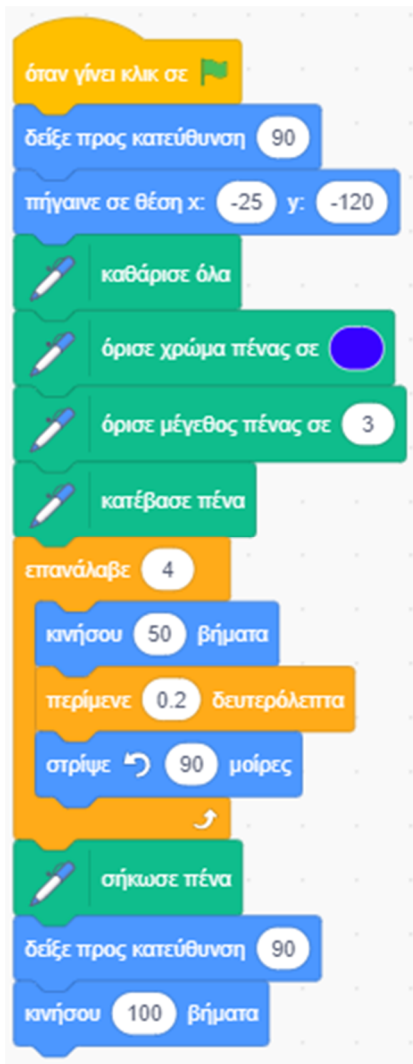 όταν γίνει κλικ σε
δείξε προς κατεύθυνση 90
πήγαινε σε θέση x: -25 y: -120
καθάρισε όλα
όρισε χρώμα πένας σε
όρισε μέγεθος πένας σε 3
κατέβασε πένα
επανάλαβε 4
κινήσου 50 βήματα
περίμενε 0.2 δευτερόλεπτα
στρίψε 90 μοίρες
σήκωσε πένα
δείξε προς κατεύθυνση 90
κινήσου 100 βήματα